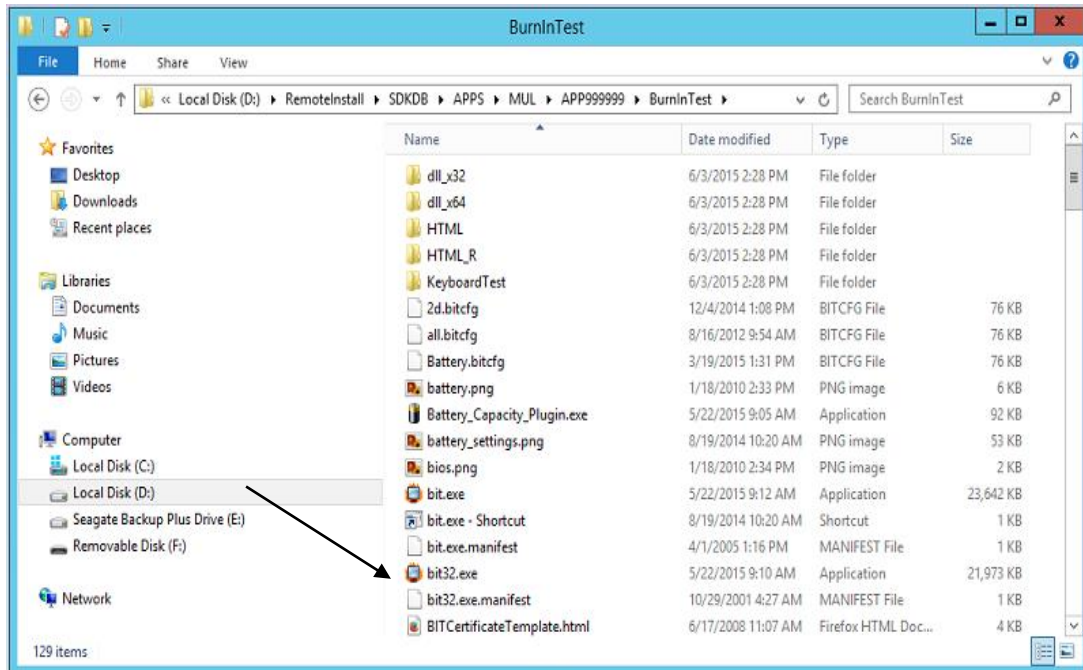 BurnInTest
File Home Share View
« Local Disk (D:) RemoteInstall SDKDB APPS MUL APP999999 BurnInTest Search BurnInTest
Name Date modified Type Size
Favorites
Desktop
Downloads
Recent places
Libraries
Documents
Music
Pictures
Videos
Computer
Local Disk (C:)
Local Disk (D:)
Seagate Backup Plus Drive (E:)
Removable Disk (F:)
Network
dll_x32 6/3/2015 2:28 PM File folder
dll_x64 6/3/2015 2:28 PM File folder
HTML 6/3/2015 2:28 PM File folder
HTML_R 6/3/2015 2:28 PM File folder
KeyboardTest 6/3/2015 2:28 PM File folder
2d.bitcfg 12/4/2014 1:08 PM BITCFG File 76 KB
all.bitcfg 8/16/2012 9:54 AM BITCFG File 76 KB
Battery.bitcfg 3/19/2015 1:31 PM BITCFG File 76 KB
battery.png 1/18/2010 2:33 PM PNG image 6 KB
Battery_Capacity_Plugin.exe 5/22/2015 9:05 AM Application 92 KB
battery_settings.png 8/19/2014 10:20 AM PNG image 53 KB
bios.png 1/18/2010 2:34 PM PNG image 2 KB
bit.exe 5/22/2015 9:12 AM Application 23,642 KB
bit.exe - Shortcut 8/19/2014 10:20 AM Shortcut 1 KB
bit.exe.manifest 4/1/2005 1:16 PM MANIFEST File 1 KB
bit32.exe 5/22/2015 9:10 AM Application 21,973 KB
bit32.exe.manifest 10/29/2001 4:27 AM MANIFEST File 1 KB
BITCertificateTemplate.html 6/17/2008 11:07 AM Firefox HTML Doc... 4 KB
129 items